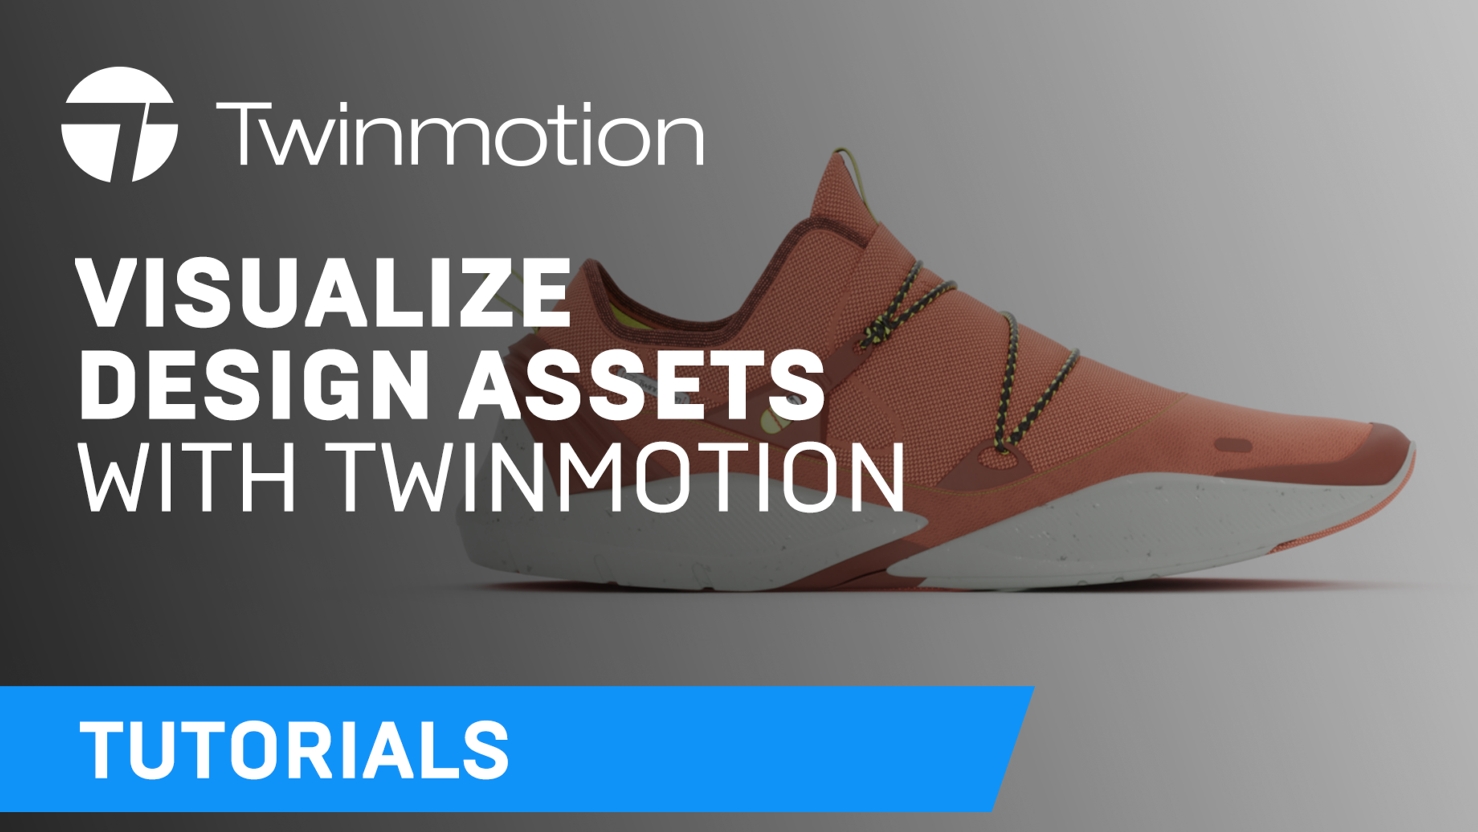 Twinmotion
VISUALIZE
DESIGN ASSETS
WITH TWINMOTION
TUTORIALS